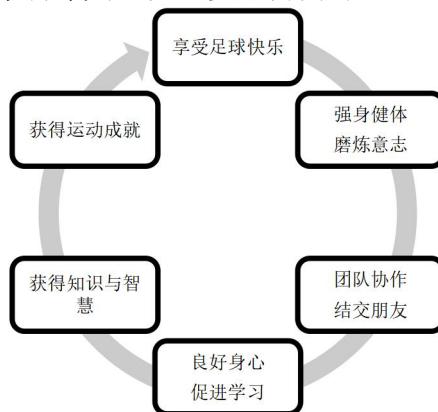 享受足球快乐
强身健体
磨炼意志
团队协作
结交朋友
良好身心
促进学习
获得知识与智
慧
获得运动成就